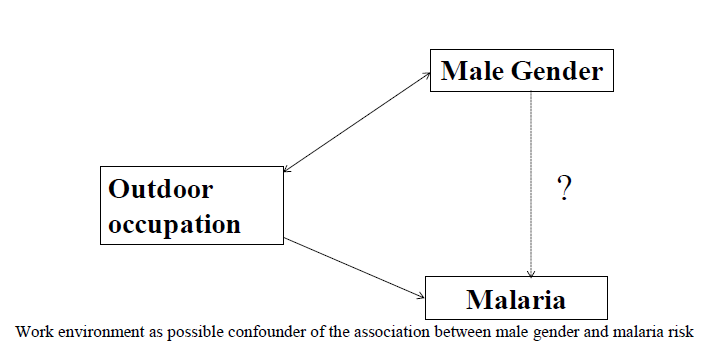 Male Gender
Outdoor
occupation
?
Malaria
Work environment as possible confounder of the association between male gender and malaria risk